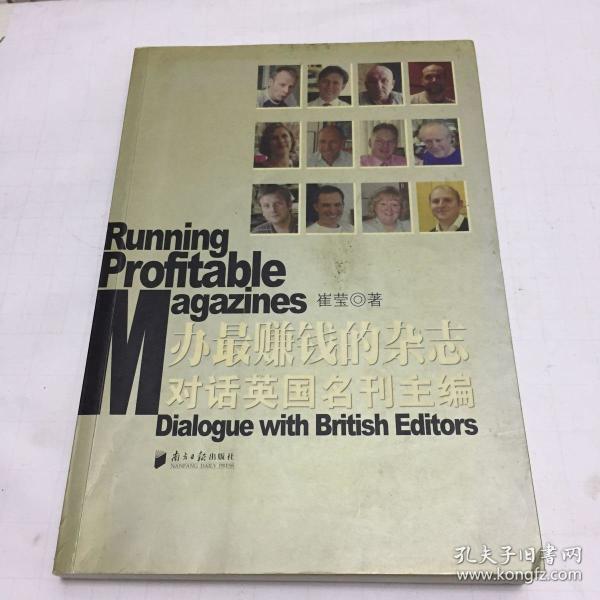 Running
Profitable
Magazines 崔莹◎著
办最赚钱的杂志
对话英国名刊主编
Dialogue with British Editors
南方日报出版社
NANFANG DAILY PRESS
孔夫子旧书网
www.kongfz.com